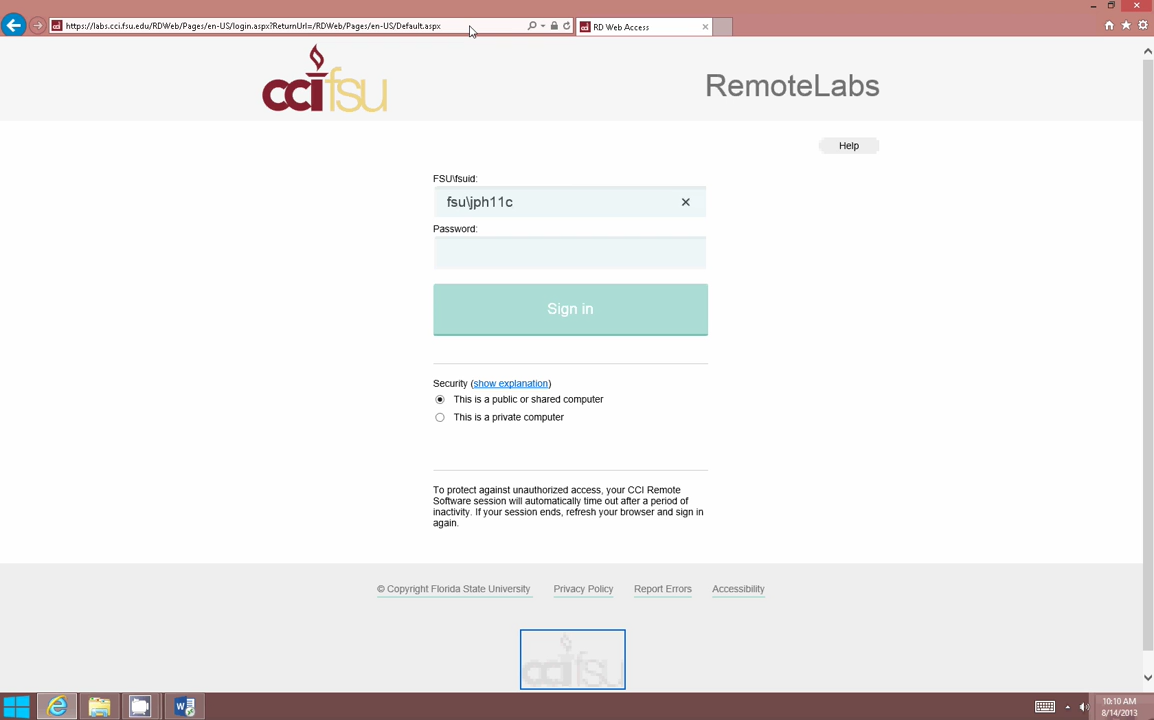 https://labs.cci.fsu.edu/RDWeb/Pages/en-US/login.aspx?ReturnUrl=/RDWeb/Pages/en-US/Default.aspx
cci RD Web Access
ccifsu
RemoteLabs
Help
FSU\fsuid:
fsu\jph11c
Password:
Sign in
Security (show explanation)
This is a public or shared computer
This is a private computer
To protect against unauthorized access, your CCI Remote
Software session will automatically time out after a period of
inactivity. If your session ends, refresh your browser and sign in
again.
© Copyright Florida State University Privacy Policy Report Errors Accessibility
ccifsu
10:10 AM
8/14/2013